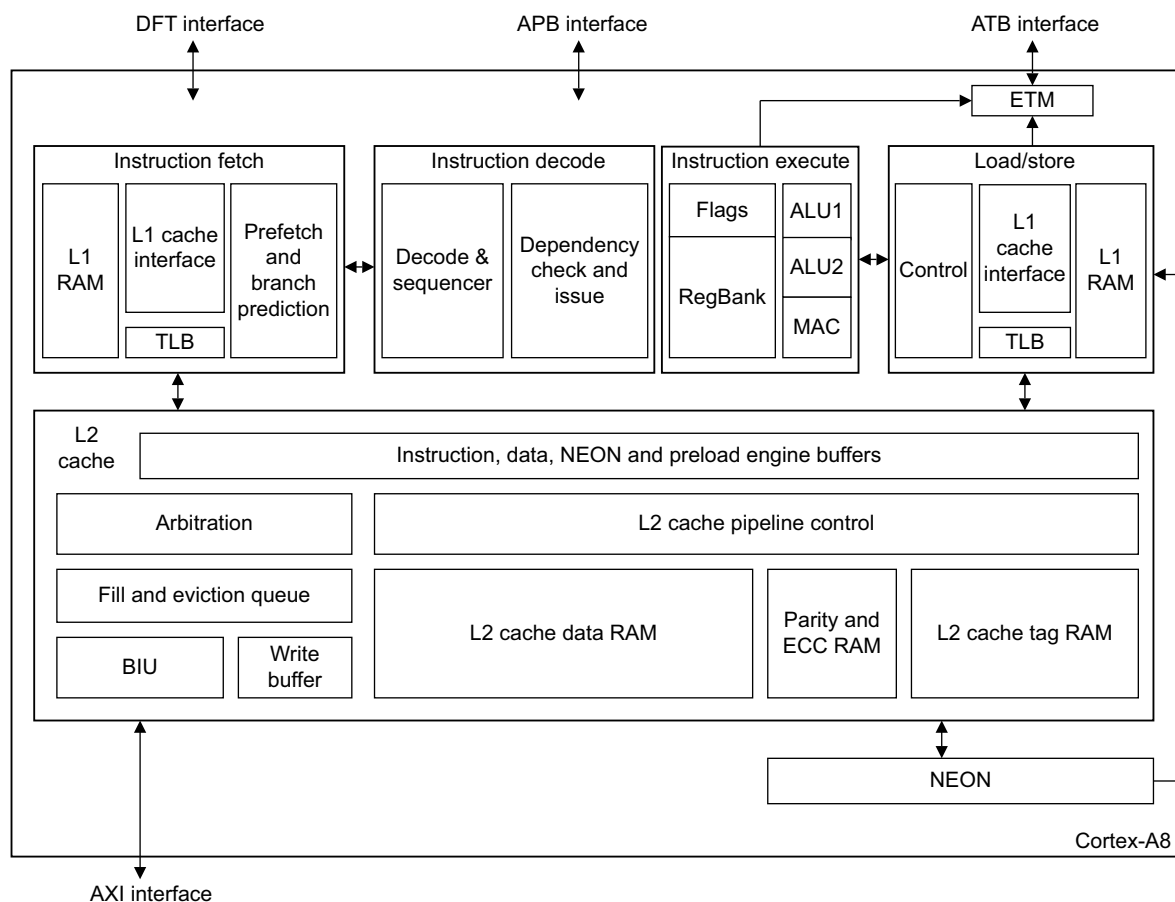 DFT interface
APB interface
ATB interface
ETM
Instruction fetch
L1
RAM
L1 cache
interface
TLB
Prefetch
and
branch
prediction
Instruction decode
Decode &
sequencer
Dependency
check and
issue
Instruction execute
Flags
RegBank
ALU1
ALU2
MAC
Load/store
Control
L1
cache
interface
TLB
L1
RAM
L2
cache
Instruction, data, NEON and preload engine buffers
Arbitration
L2 cache pipeline control
Fill and eviction queue
BIU
Write
buffer
L2 cache data RAM
Parity and
ECC RAM
L2 cache tag RAM
NEON
Cortex-A8
AXI interface